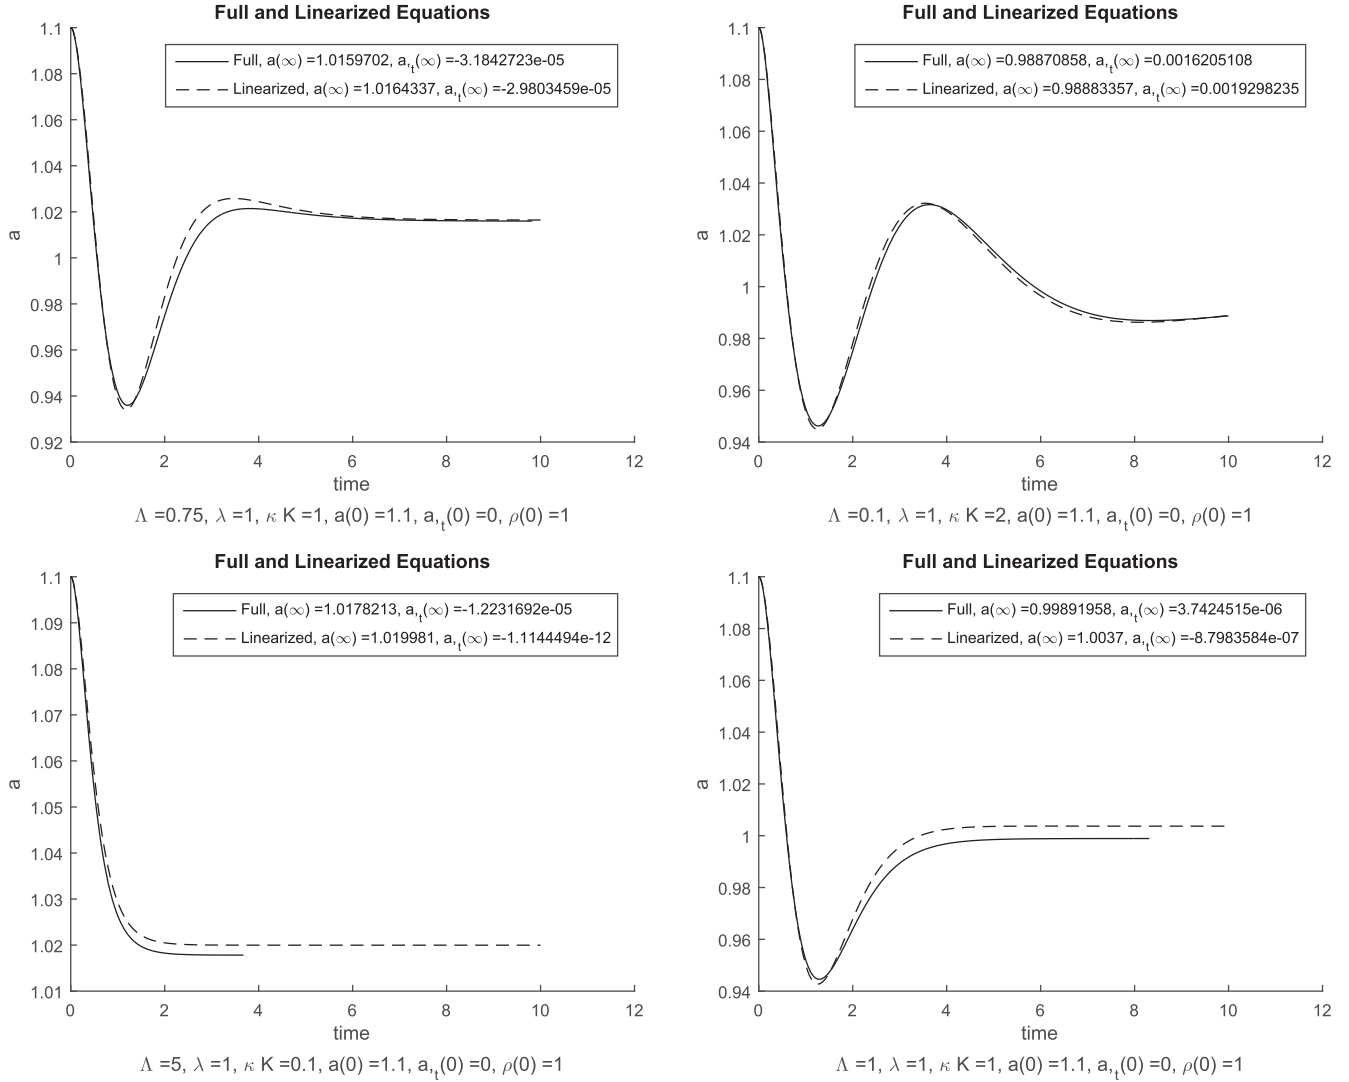 Full and Linearized Equations
1.1
1.08
1.06
1.04
1.02
1
0.98
0.96
0.94
0.92
a
Full, a(∞) =1.0159702, a,t(∞) =-3.1842723e-05
Linearized, a(∞) =1.0164337, a,t(∞) =-2.9803459e-05
0 2 4 6 8 10 12
time
Λ =0.75, λ =1, κ K =1, a(0) =1.1, a,t(0) =0, ρ(0) =1
Full and Linearized Equations
1.1
1.08
1.06
1.04
1.02
1
0.98
0.96
0.94
a
Full, a(∞) =0.98870858, a,t(∞) =0.0016205108
Linearized, a(∞) =0.98883357, a,t(∞) =0.0019298235
0 2 4 6 8 10 12
time
Λ =0.1, λ =1, κ K =2, a(0) =1.1, a,t(0) =0, ρ(0) =1
Full and Linearized Equations
1.1
1.09
1.08
1.07
1.06
1.05
1.04
1.03
1.02
1.01
a
Full, a(∞) =1.0178213, a,t(∞) =-1.2231692e-05
Linearized, a(∞) =1.019981, a,t(∞) =-1.1144494e-12
0 2 4 6 8 10 12
time
Λ =5, λ =1, κ K =0.1, a(0) =1.1, a,t(0) =0, ρ(0) =1
Full and Linearized Equations
1.1
1.08
1.06
1.04
1.02
1
0.98
0.96
0.94
a
Full, a(∞) =0.99891958, a,t(∞) =3.7424515e-06
Linearized, a(∞) =1.0037, a,t(∞) =-8.7983584e-07
0 2 4 6 8 10 12
time
Λ =1, λ =1, κ K =1, a(0) =1.1, a,t(0) =0, ρ(0) =1